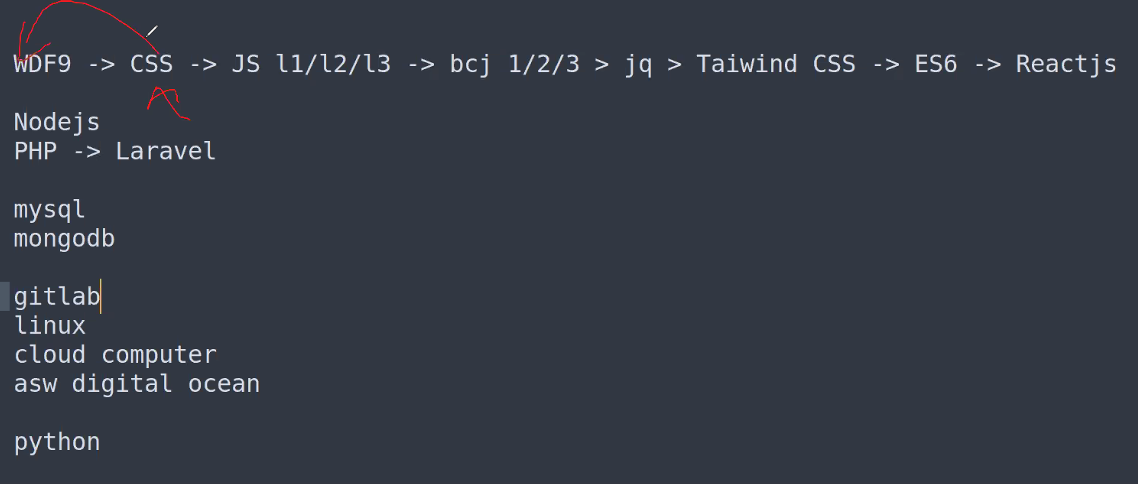 WDF9 -> CSS -> JS l1/l2/l3 -> bcj 1/2/3 > jq > Taiwind CSS -> ES6 -> Reactjs
Nodejs
PHP -> Laravel
mysql
mongodb
gitlab
linux
cloud computer
asw digital ocean
python